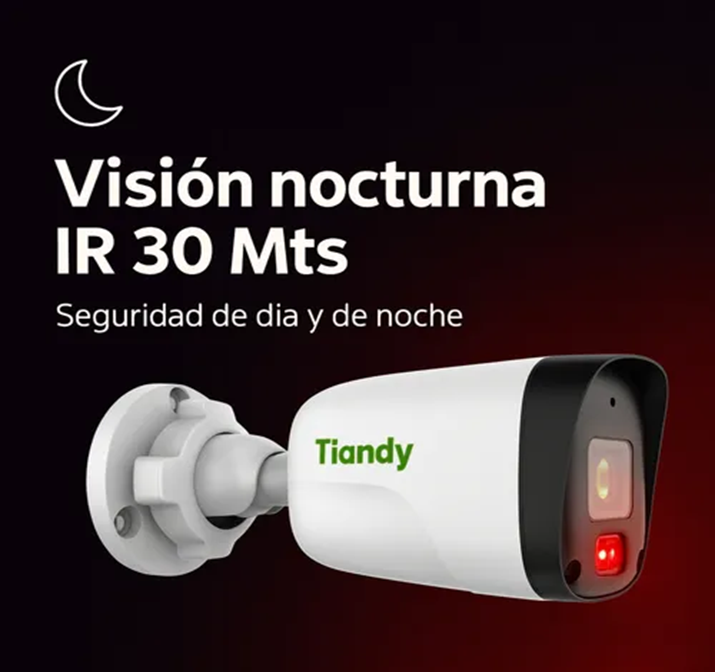 Visión nocturna
IR 30 Mts
Seguridad de dia y de noche
Tiandy